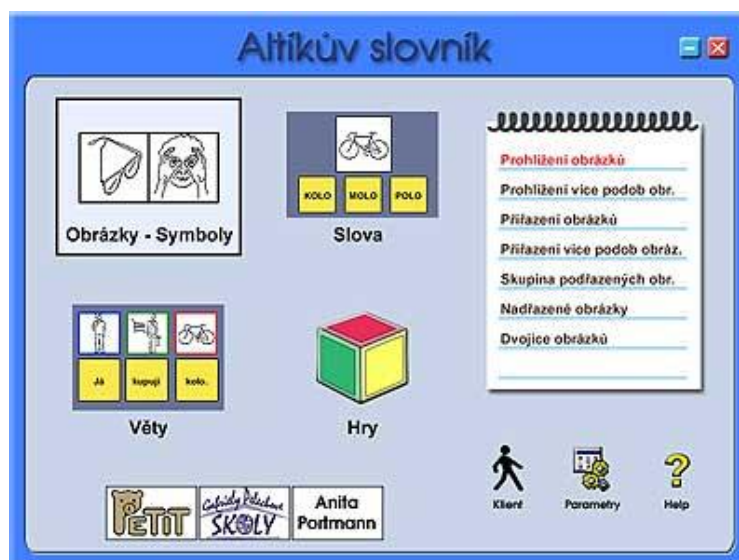 Altíkův slovník
Obrázky - Symboly
KOLO MOLO POLO
Slova
Prohlížení obrázků
Prohlížení více podob obr.
Přiřazení obrázků
Přiřazení více podob obráz.
Skupina podřazených obr.
Nadřazené obrázky
Dvojice obrázků
Já kupuji kolo.
Věty
Hry
Klient
Parametry
Help
PETIT
ŠKOLY
Anita
Portmann